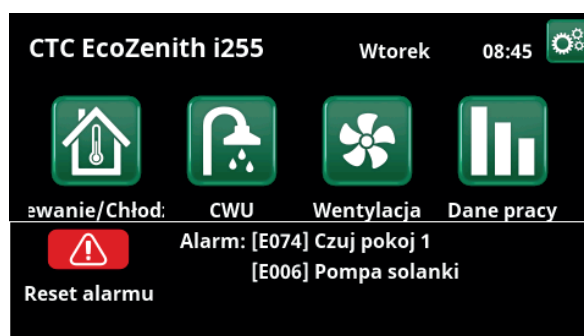 CTC EcoZenith i255 Wtorek 08:45
ewanie/Chłod: CWU Wentylacja Dane pracy
Alarm: [E074] Czuj pokoj 1
[E006] Pompa solanki
Reset alarmu